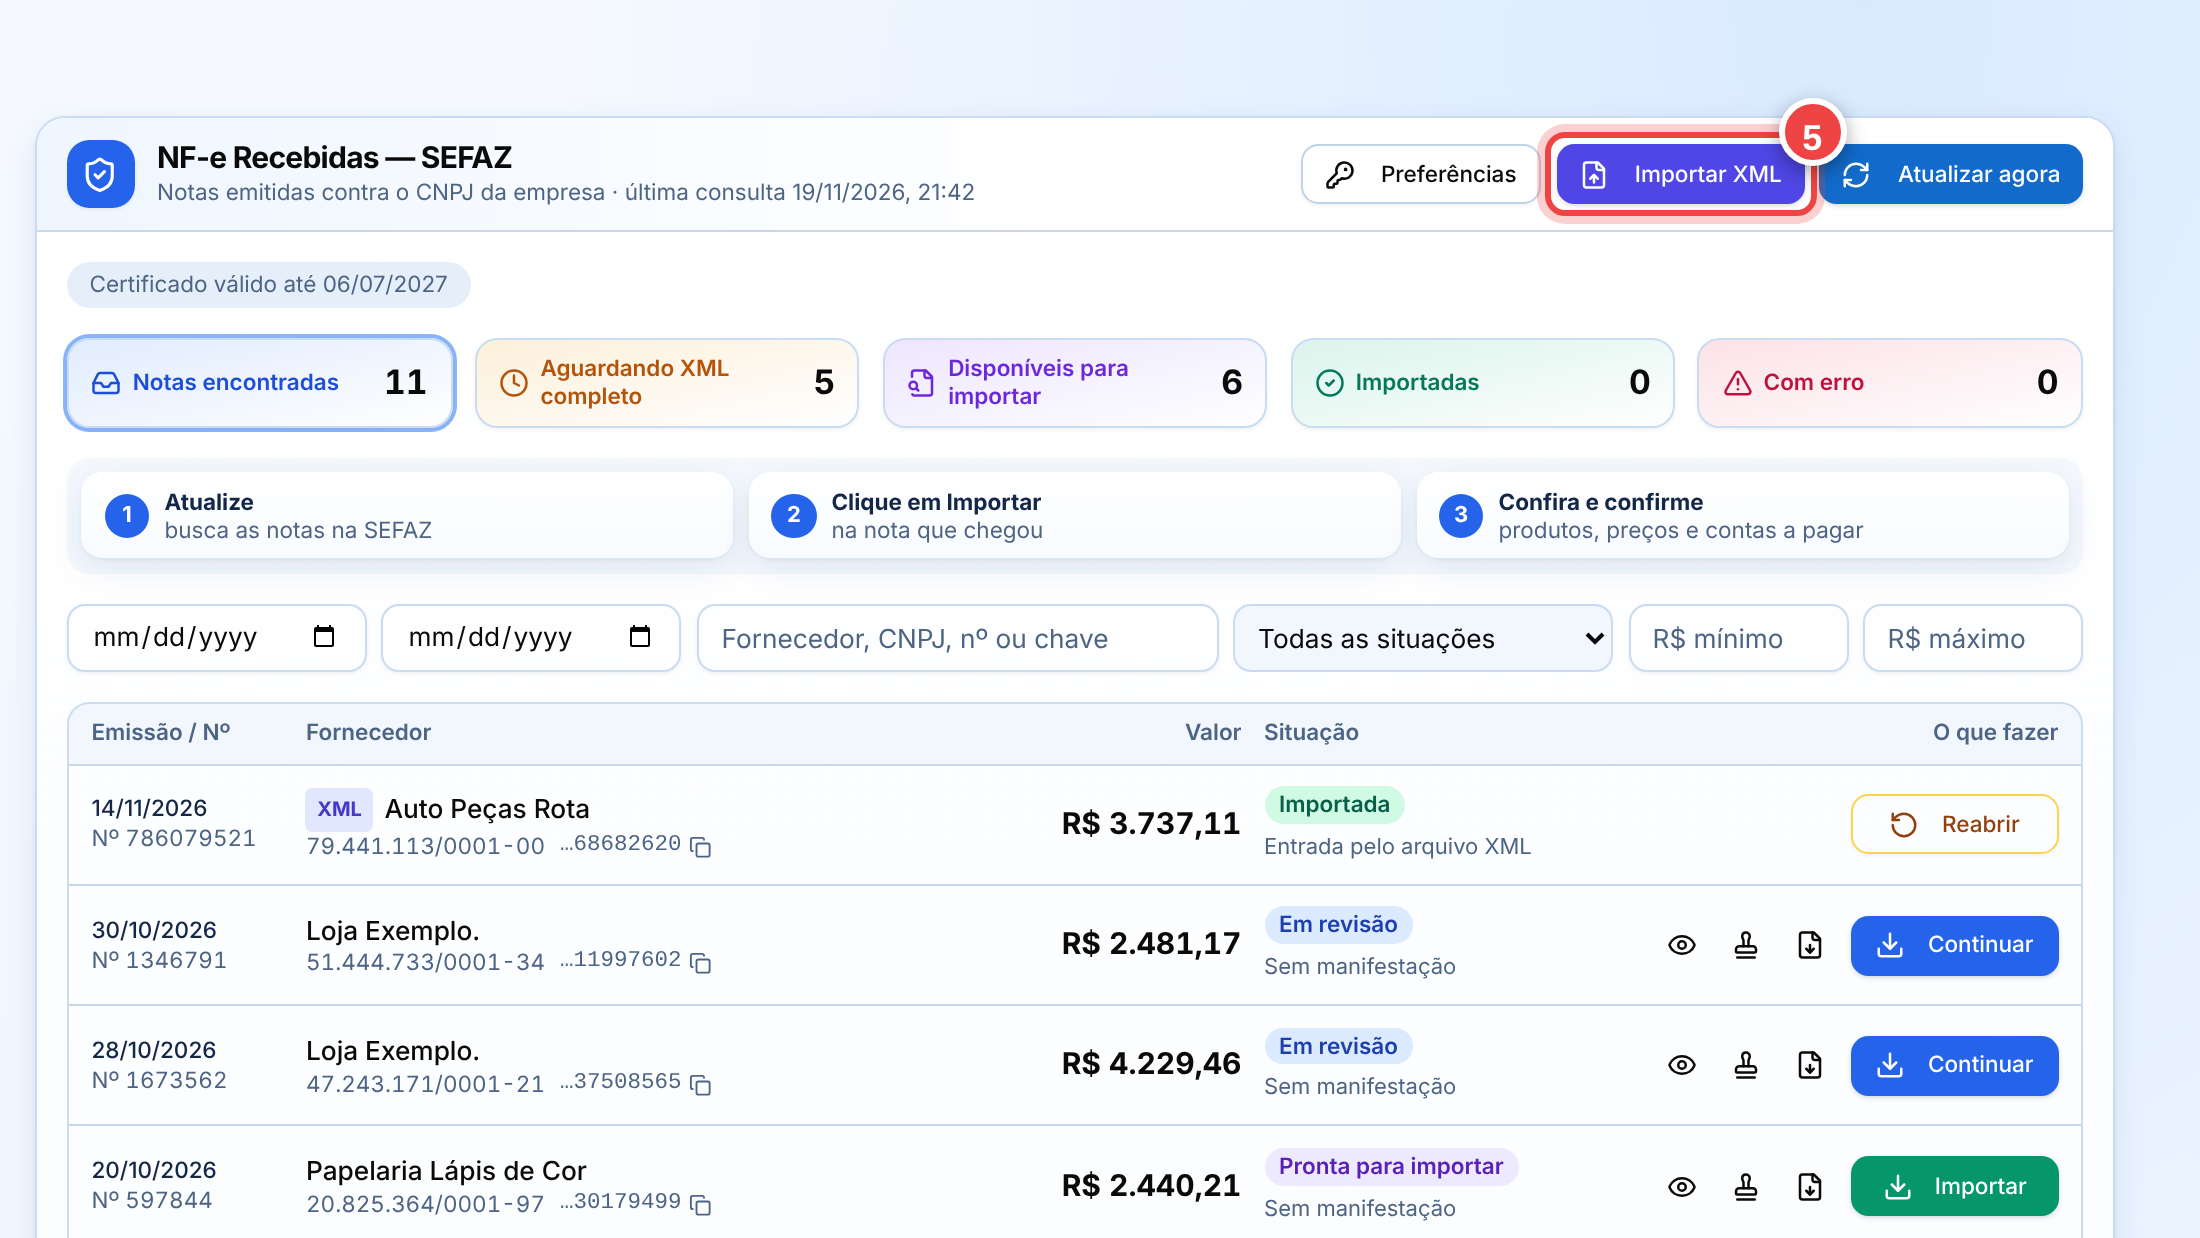 5
NF-e Recebidas — SEFAZ
Notas emitidas contra o CNPJ da empresa · última consulta 19/11/2026, 21:42
Preferências
Importar XML
Atualizar agora
Certificado válido até 06/07/2027
Notas encontradas 11
Aguardando XML
completo
5
Disponíveis para
importar
6
Importadas 0
Com erro 0
1
Atualize
busca as notas na SEFAZ
2
Clique em Importar
na nota que chegou
3
Confira e confirme
produtos, preços e contas a pagar
mm/dd/yyyy
mm/dd/yyyy
Fornecedor, CNPJ, nº ou chave
Todas as situações
R$ mínimo
R$ máximo
Emissão / Nº Fornecedor Valor Situação O que fazer
14/11/2026
Nº 786079521
XML Auto Peças Rota
79.441.113/0001-00 …68682620
R$ 3.737,11
Importada
Entrada pelo arquivo XML
Reabrir
30/10/2026
Nº 1346791
Loja Exemplo.
51.444.733/0001-34 …11997602
R$ 2.481,17
Em revisão
Sem manifestação
Continuar
28/10/2026
Nº 1673562
Loja Exemplo.
47.243.171/0001-21 …37508565
R$ 4.229,46
Em revisão
Sem manifestação
Continuar
20/10/2026
Nº 597844
Papelaria Lápis de Cor
20.825.364/0001-97 …30179499
R$ 2.440,21
Pronta para importar
Sem manifestação
Importar